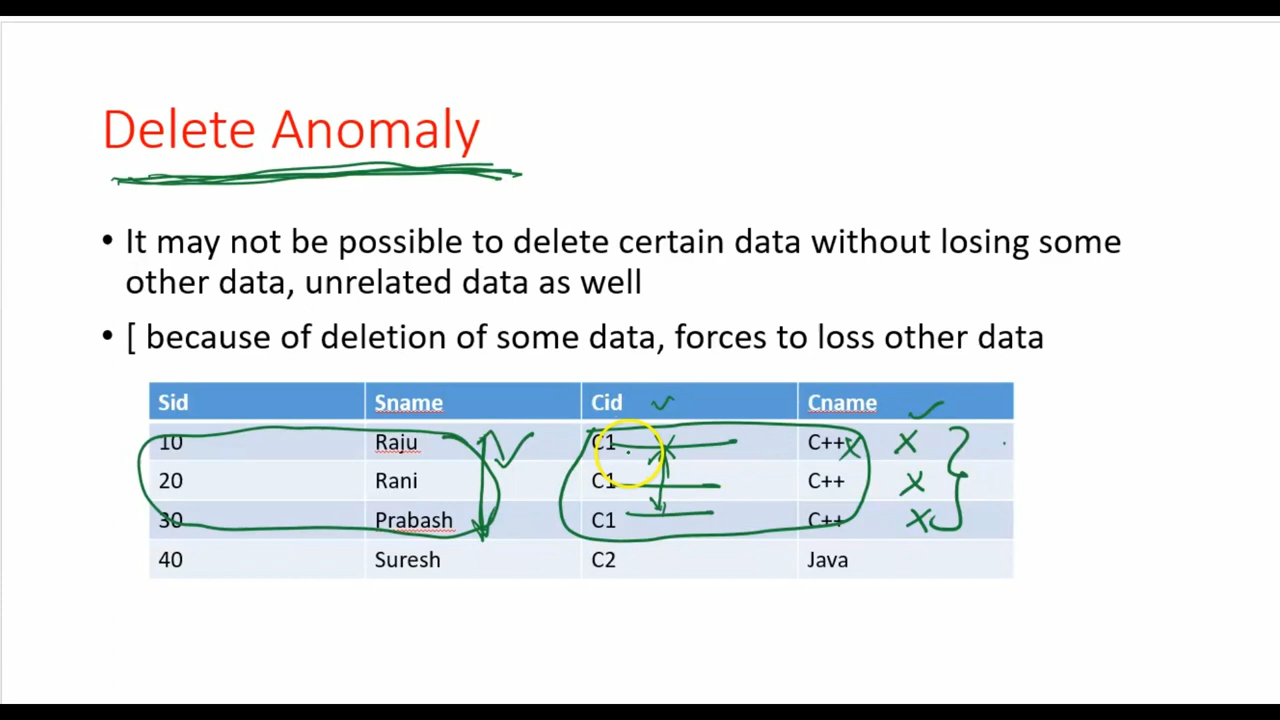 Delete Anomaly
• It may not be possible to delete certain data without losing some
other data, unrelated data as well
• [ because of deletion of some data, forces to loss other data
Sid Sname Cid Cname
10 Raju C1 C++
20 Rani C1 C++
30 Prabash C1 C++
40 Suresh C2 Java